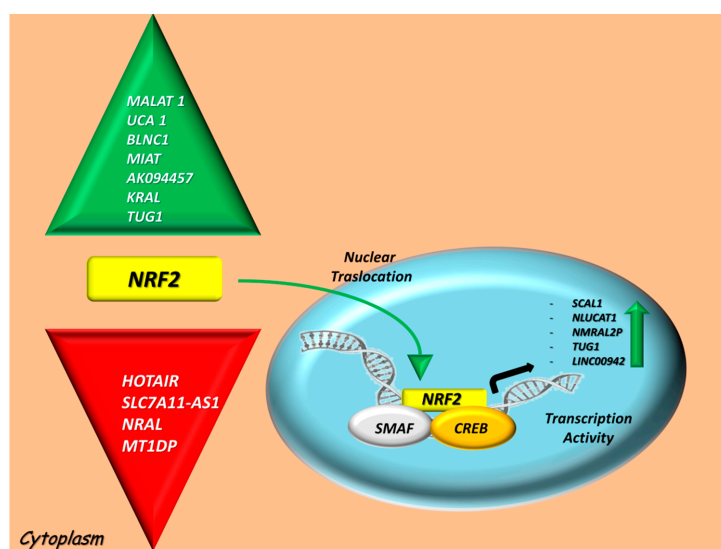 MALAT 1
UCA 1
BLNC1
MIAT
AK094457
KRAL
TUG1
NRF2
HOTAIR
SLC7A11-AS1
NRAL
MT1DP
Cytoplasm
Nuclear
Traslocation
- SCAL1
- NLUCAT1
- NMRAL2P
- TUG1
- LINC00942
NRF2
SMAF
CREB
Transcription
Activity